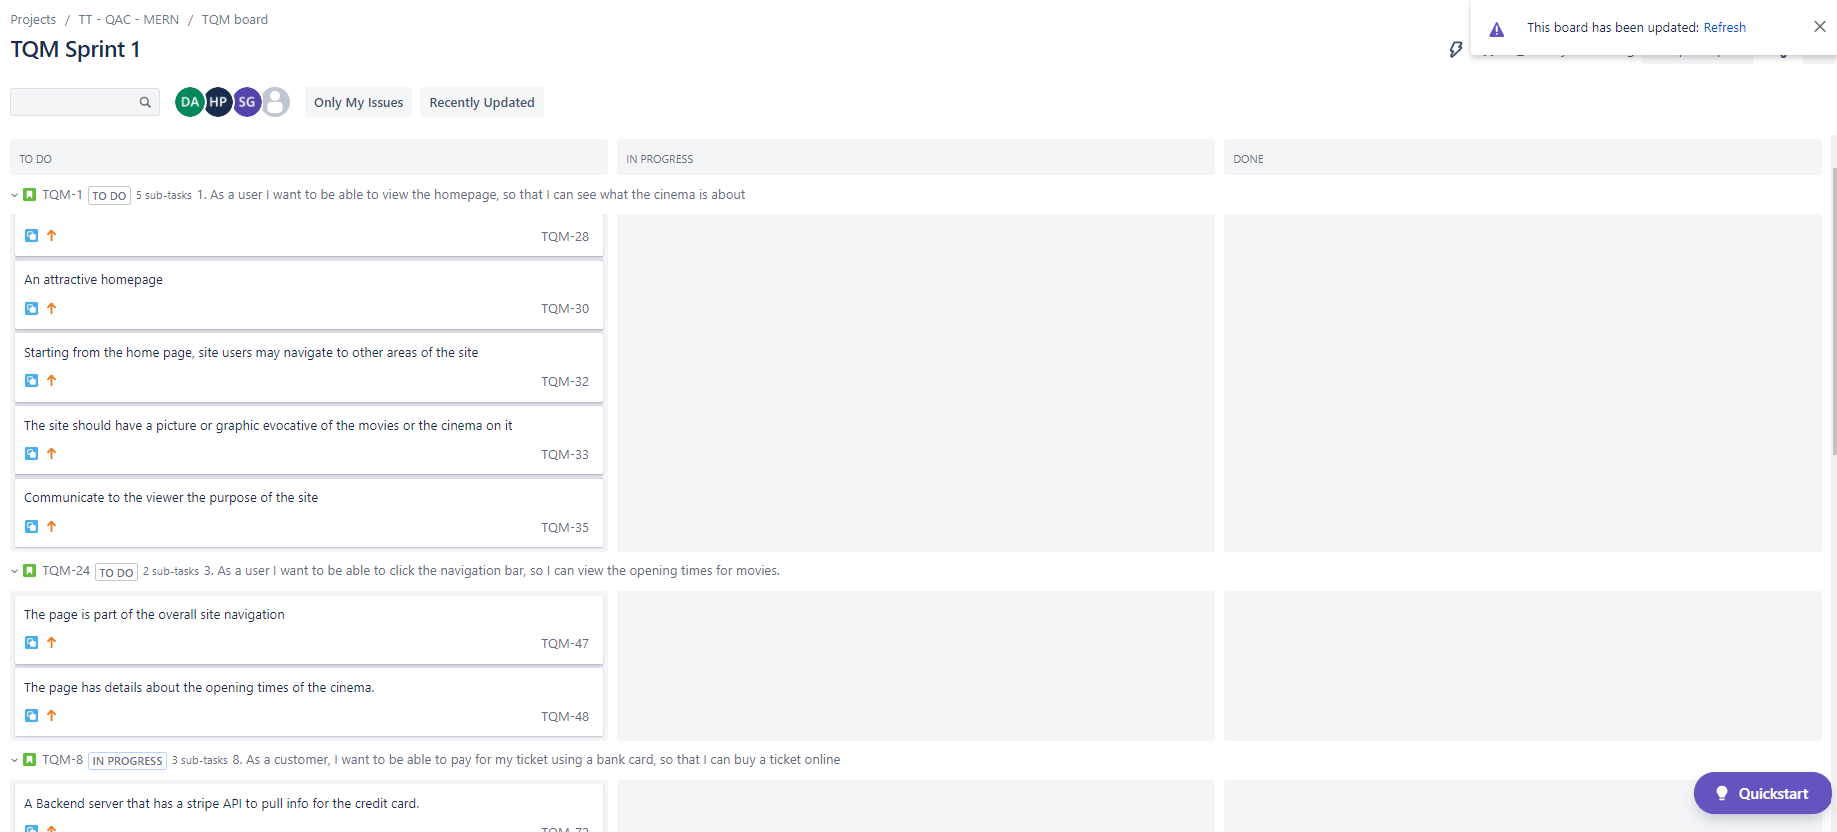 Projects / TT - QAC - MERN / TQM board
This board has been updated: Refresh
TQM Sprint 1
DA HP SG
Only My Issues
Recently Updated
TO DO
IN PROGRESS
DONE
TQM-1 TO DO 5 sub-tasks 1. As a user I want to be able to view the homepage, so that I can see what the cinema is about
TQM-28
An attractive homepage
TQM-30
Starting from the home page, site users may navigate to other areas of the site
TQM-32
The site should have a picture or graphic evocative of the movies or the cinema on it
TQM-33
Communicate to the viewer the purpose of the site
TQM-35
TQM-24 TO DO 2 sub-tasks 3. As a user I want to be able to click the navigation bar, so I can view the opening times for movies.
The page is part of the overall site navigation
TQM-47
The page has details about the opening times of the cinema.
TQM-48
TQM-8 IN PROGRESS 3 sub-tasks 8. As a customer, I want to be able to pay for my ticket using a bank card, so that I can buy a ticket online
Quickstart
A Backend server that has a stripe API to pull info for the credit card.